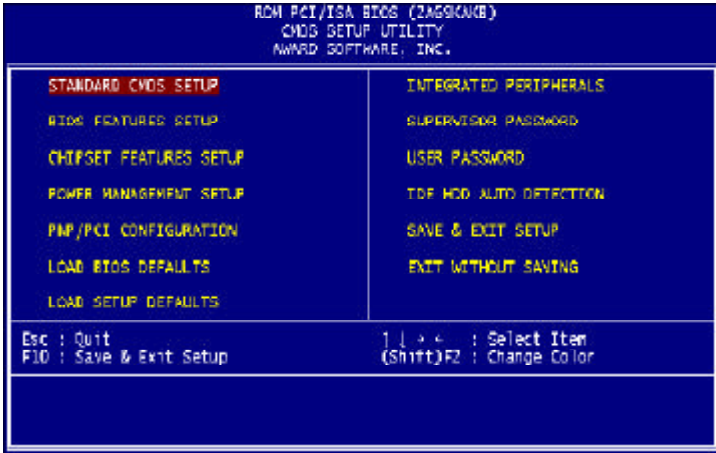 ROM PCI/ISA BIOS
CMOS SETUP UTILITY
AWARD SOFTWARE, INC.
STANDARD CMOS SETUP
BIOS FEATURES SETUP
CHIPSET FEATURES SETUP
POWER MANAGEMENT SETUP
PNP/PCI CONFIGURATION
LOAD BIOS DEFAULTS
LOAD SETUP DEFAULTS
INTEGRATED PERIPHERALS
SUPERVISOR PASSWORD
USER PASSWORD
IDE HDD AUTO DETECTION
SAVE & EXIT SETUP
EXIT WITHOUT SAVING
Esc : Quit
F10 : Save & Exit Setup
↑ ↓ → ← : Select Item
(Shift)F2 : Change Color